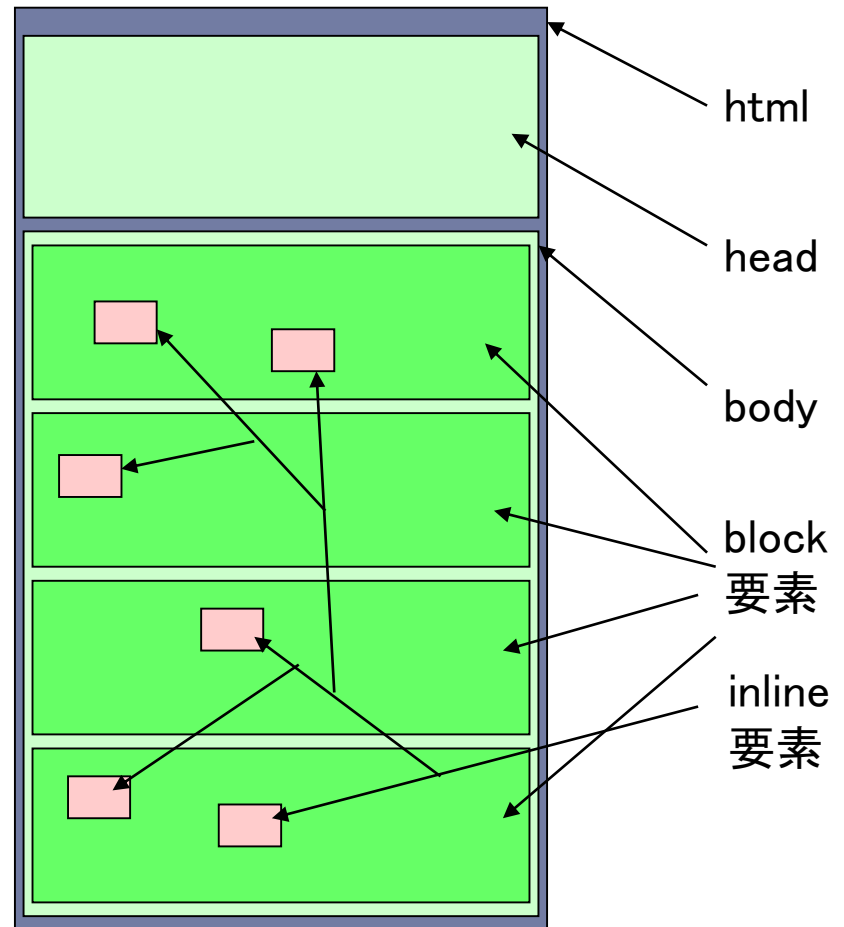 html
head
body
block
要素
inline
要素